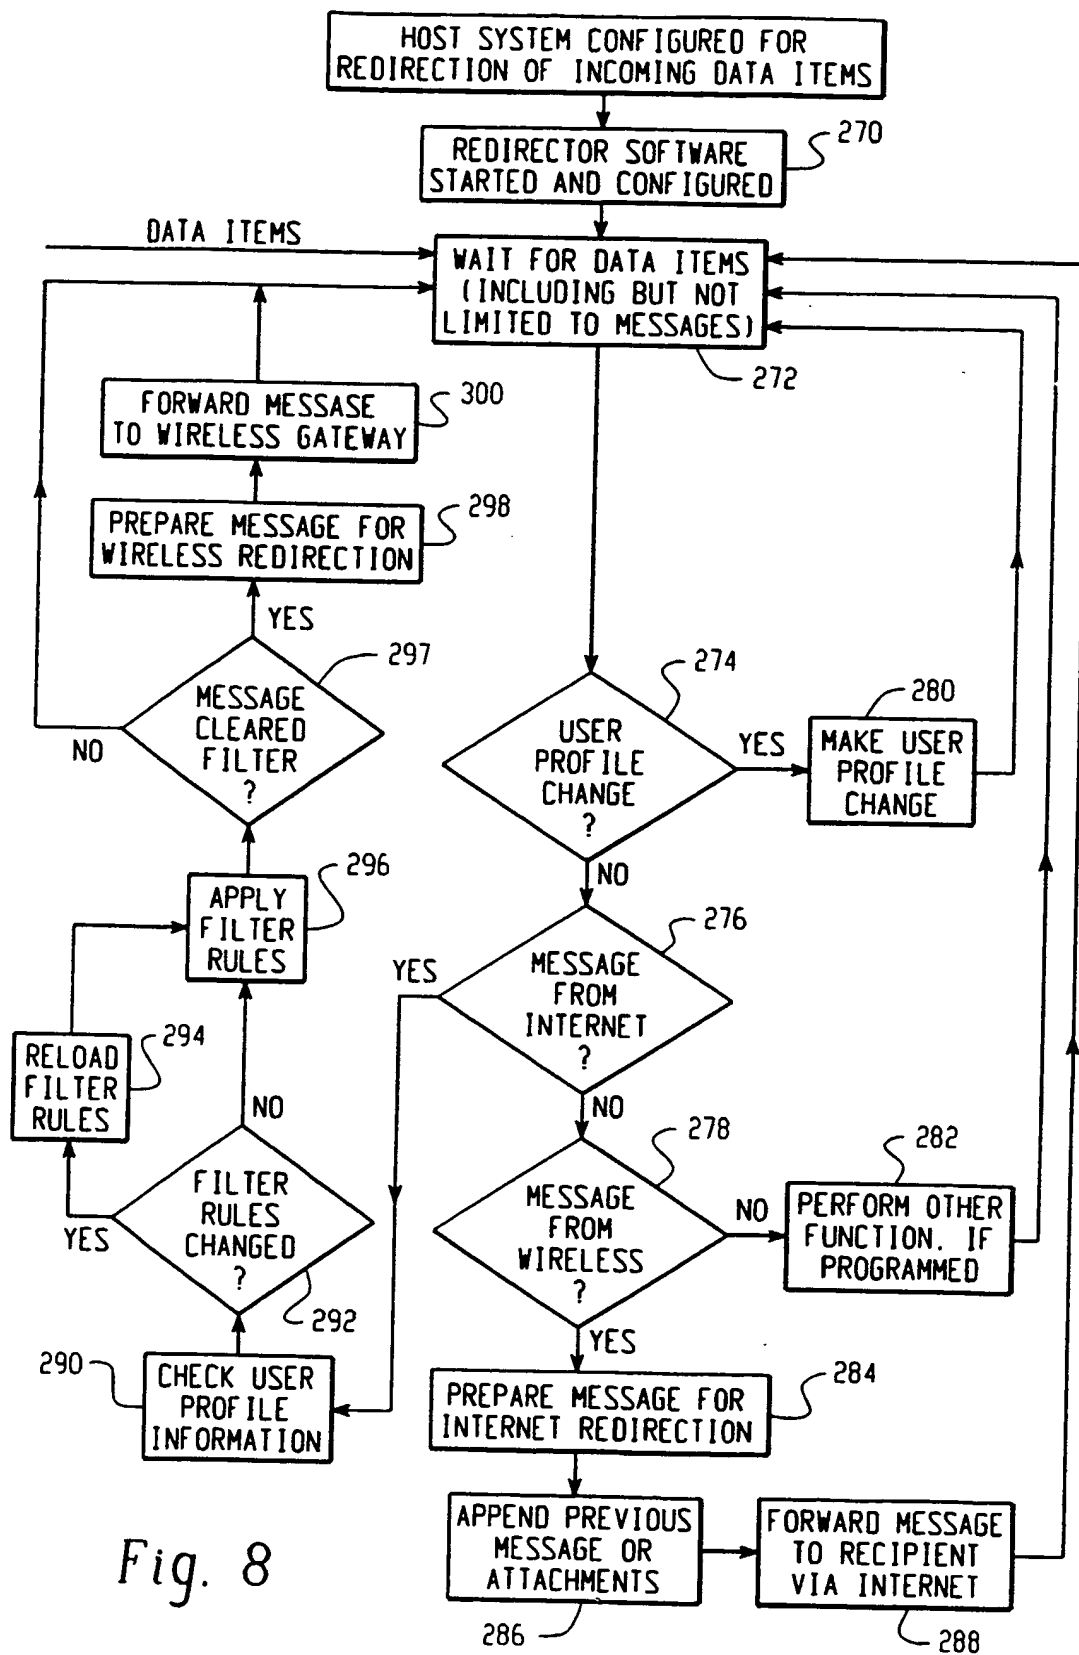 HOST SYSTEM CONFIGURED FOR
REDIRECTION OF INCOMING DATA ITEMS
270
REDIRECTOR SOFTWARE
STARTED AND CONFIGURED
DATA ITEMS
WAIT FOR DATA ITEMS
(INCLUDING BUT NOT
LIMITED TO MESSAGES)
272
FORWARD MESSASE
TO WIRELESS GATEWAY
300
PREPARE MESSAGE FOR
WIRELESS REDIRECTION
298
YES
297
MESSAGE
CLEARED
FILTER
?
NO
274
USER
PROFILE
CHANGE
?
YES
280
MAKE USER
PROFILE
CHANGE
NO
296
APPLY
FILTER
RULES
276
MESSAGE
FROM
INTERNET
?
YES
294
RELOAD
FILTER
RULES
NO
NO
278
MESSAGE
FROM
WIRELESS
?
NO
282
PERFORM OTHER
FUNCTION. IF
PROGRAMMED
FILTER
RULES
CHANGED
?
YES
292
YES
290
CHECK USER
PROFILE
INFORMATION
284
PREPARE MESSAGE FOR
INTERNET REDIRECTION
APPEND PREVIOUS
MESSAGE OR
ATTACHMENTS
286
FORWARD MESSAGE
TO RECIPIENT
VIA INTERNET
288
Fig. 8